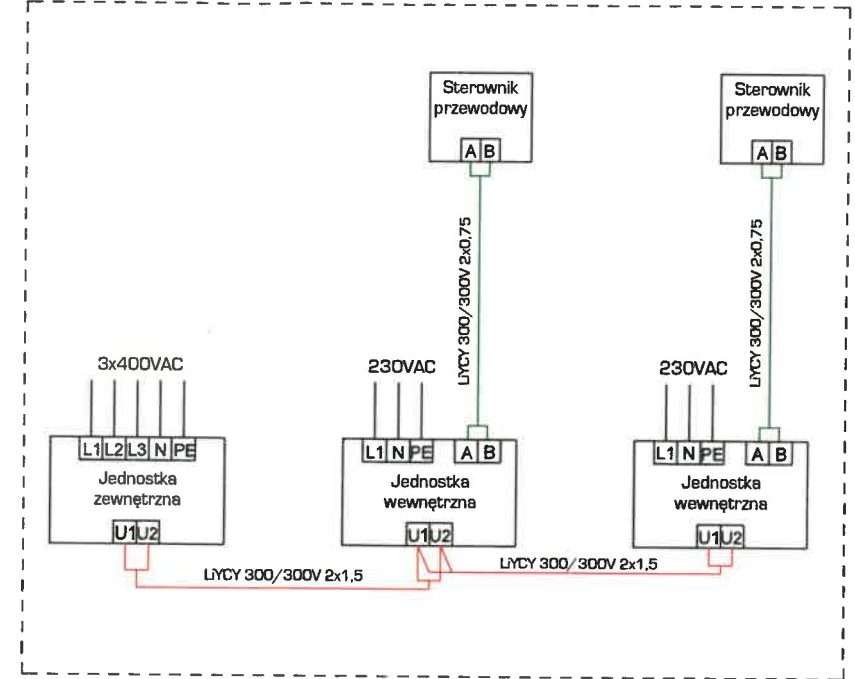 Sterownik
przewodowy
A B
Sterownik
przewodowy
A B
LiYCY 300/300V 2x0,75
LiYCY 300/300V 2x0,75
3x400VAC
230VAC
230VAC
L1 L2 L3 N PE
Jednostka
zewnętrzna
U1 U2
L1 N PE A B
Jednostka
wewnętrzna
U1 U2
L1 N PE A B
Jednostka
wewnętrzna
U1 U2
LiYCY 300/300V 2x1,5
LiYCY 300/300V 2x1,5